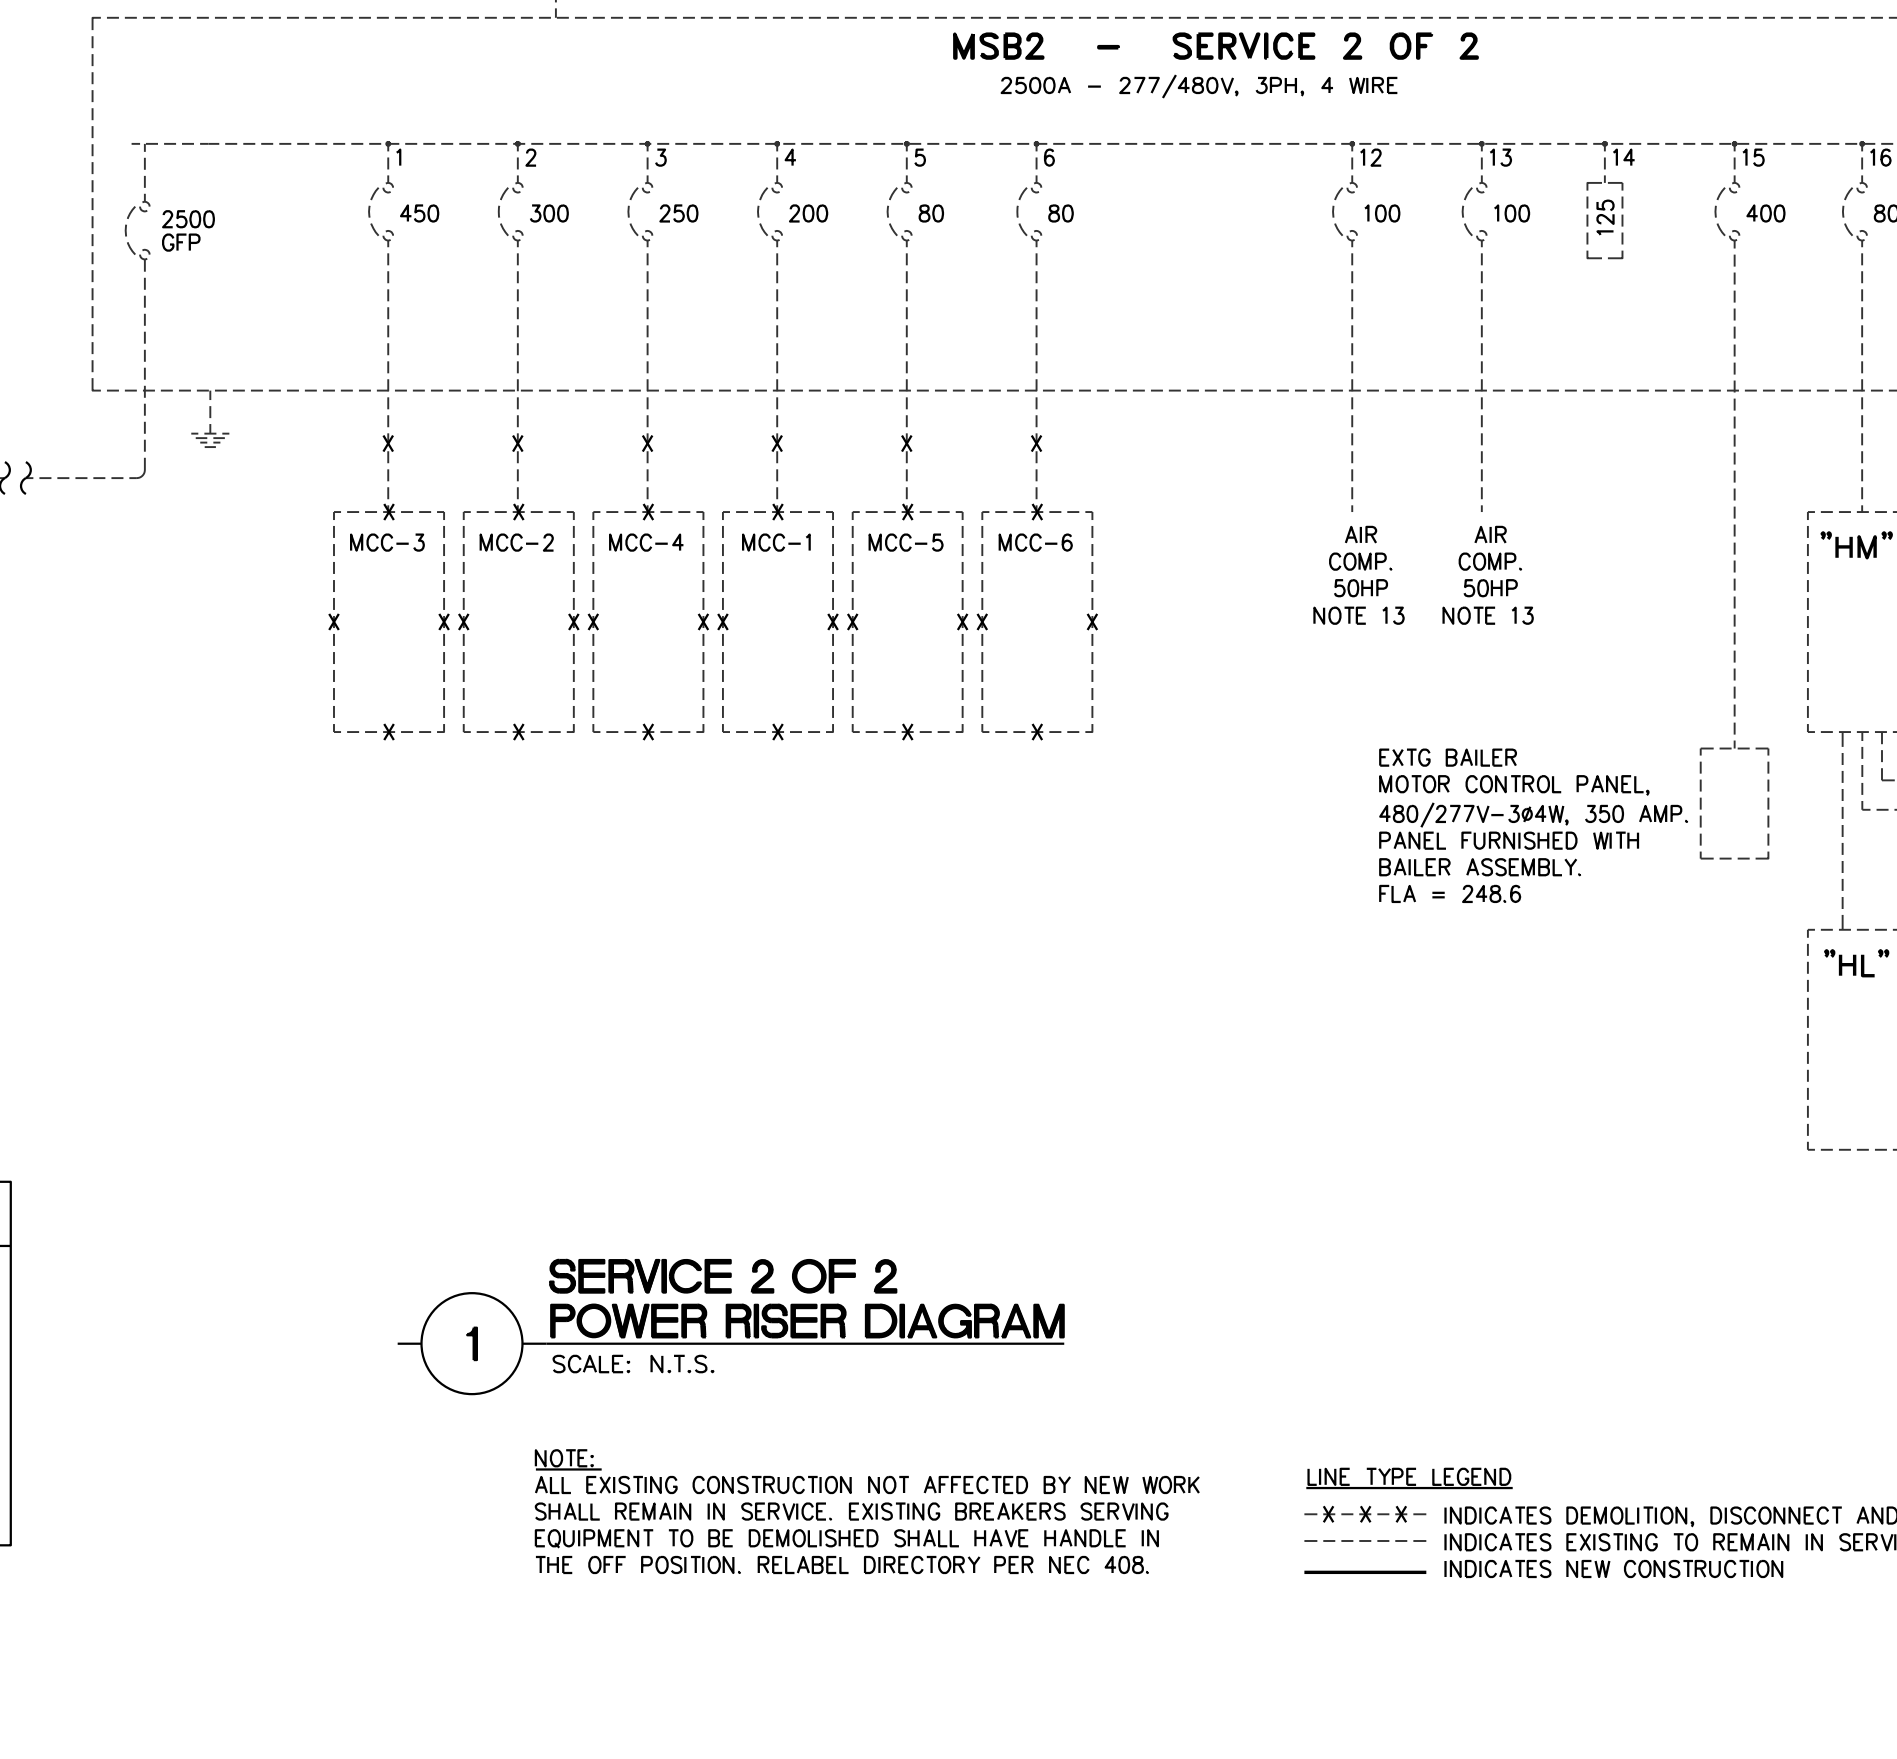 MSB2 - SERVICE 2 OF 2
2500A - 277/480V, 3PH, 4 WIRE
1 2 3 4 5 6 12 13 14 15 16
2500
GFP
450 300 250 200 80 80 100 100 125 400
MCC-3 MCC-2 MCC-4 MCC-1 MCC-5 MCC-6
AIR
COMP.
50HP
NOTE 13
AIR
COMP.
50HP
NOTE 13
"HM"
EXTG BAILER
MOTOR CONTROL PANEL,
480/277V-3ø4W, 350 AMP.
PANEL FURNISHED WITH
BAILER ASSEMBLY.
FLA = 248.6
"HL"
1
SERVICE 2 OF 2
POWER RISER DIAGRAM
SCALE: N.T.S.
NOTE:
ALL EXISTING CONSTRUCTION NOT AFFECTED BY NEW WORK
SHALL REMAIN IN SERVICE. EXISTING BREAKERS SERVING
EQUIPMENT TO BE DEMOLISHED SHALL HAVE HANDLE IN
THE OFF POSITION. RELABEL DIRECTORY PER NEC 408.
LINE TYPE LEGEND
INDICATES DEMOLITION, DISCONNECT AND
INDICATES EXISTING TO REMAIN IN
INDICATES NEW CONSTRUCTION